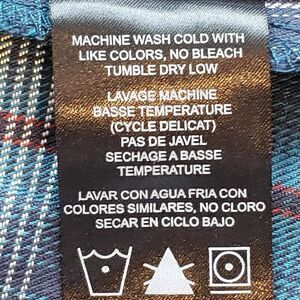 MACHINE WASH COLD WITH
LIKE COLORS, NO BLEACH
TUMBLE DRY LOW
LAVAGE MACHINE
BASSE TEMPERATURE
(CYCLE DELICAT)
PAS DE JAVEL
SECHAGE A BASSE
TEMPERATURE
LAVAR CON AGUA FRIA CON
COLORES SIMILARES, NO CLORO
SECAR EN CICLO BAJO